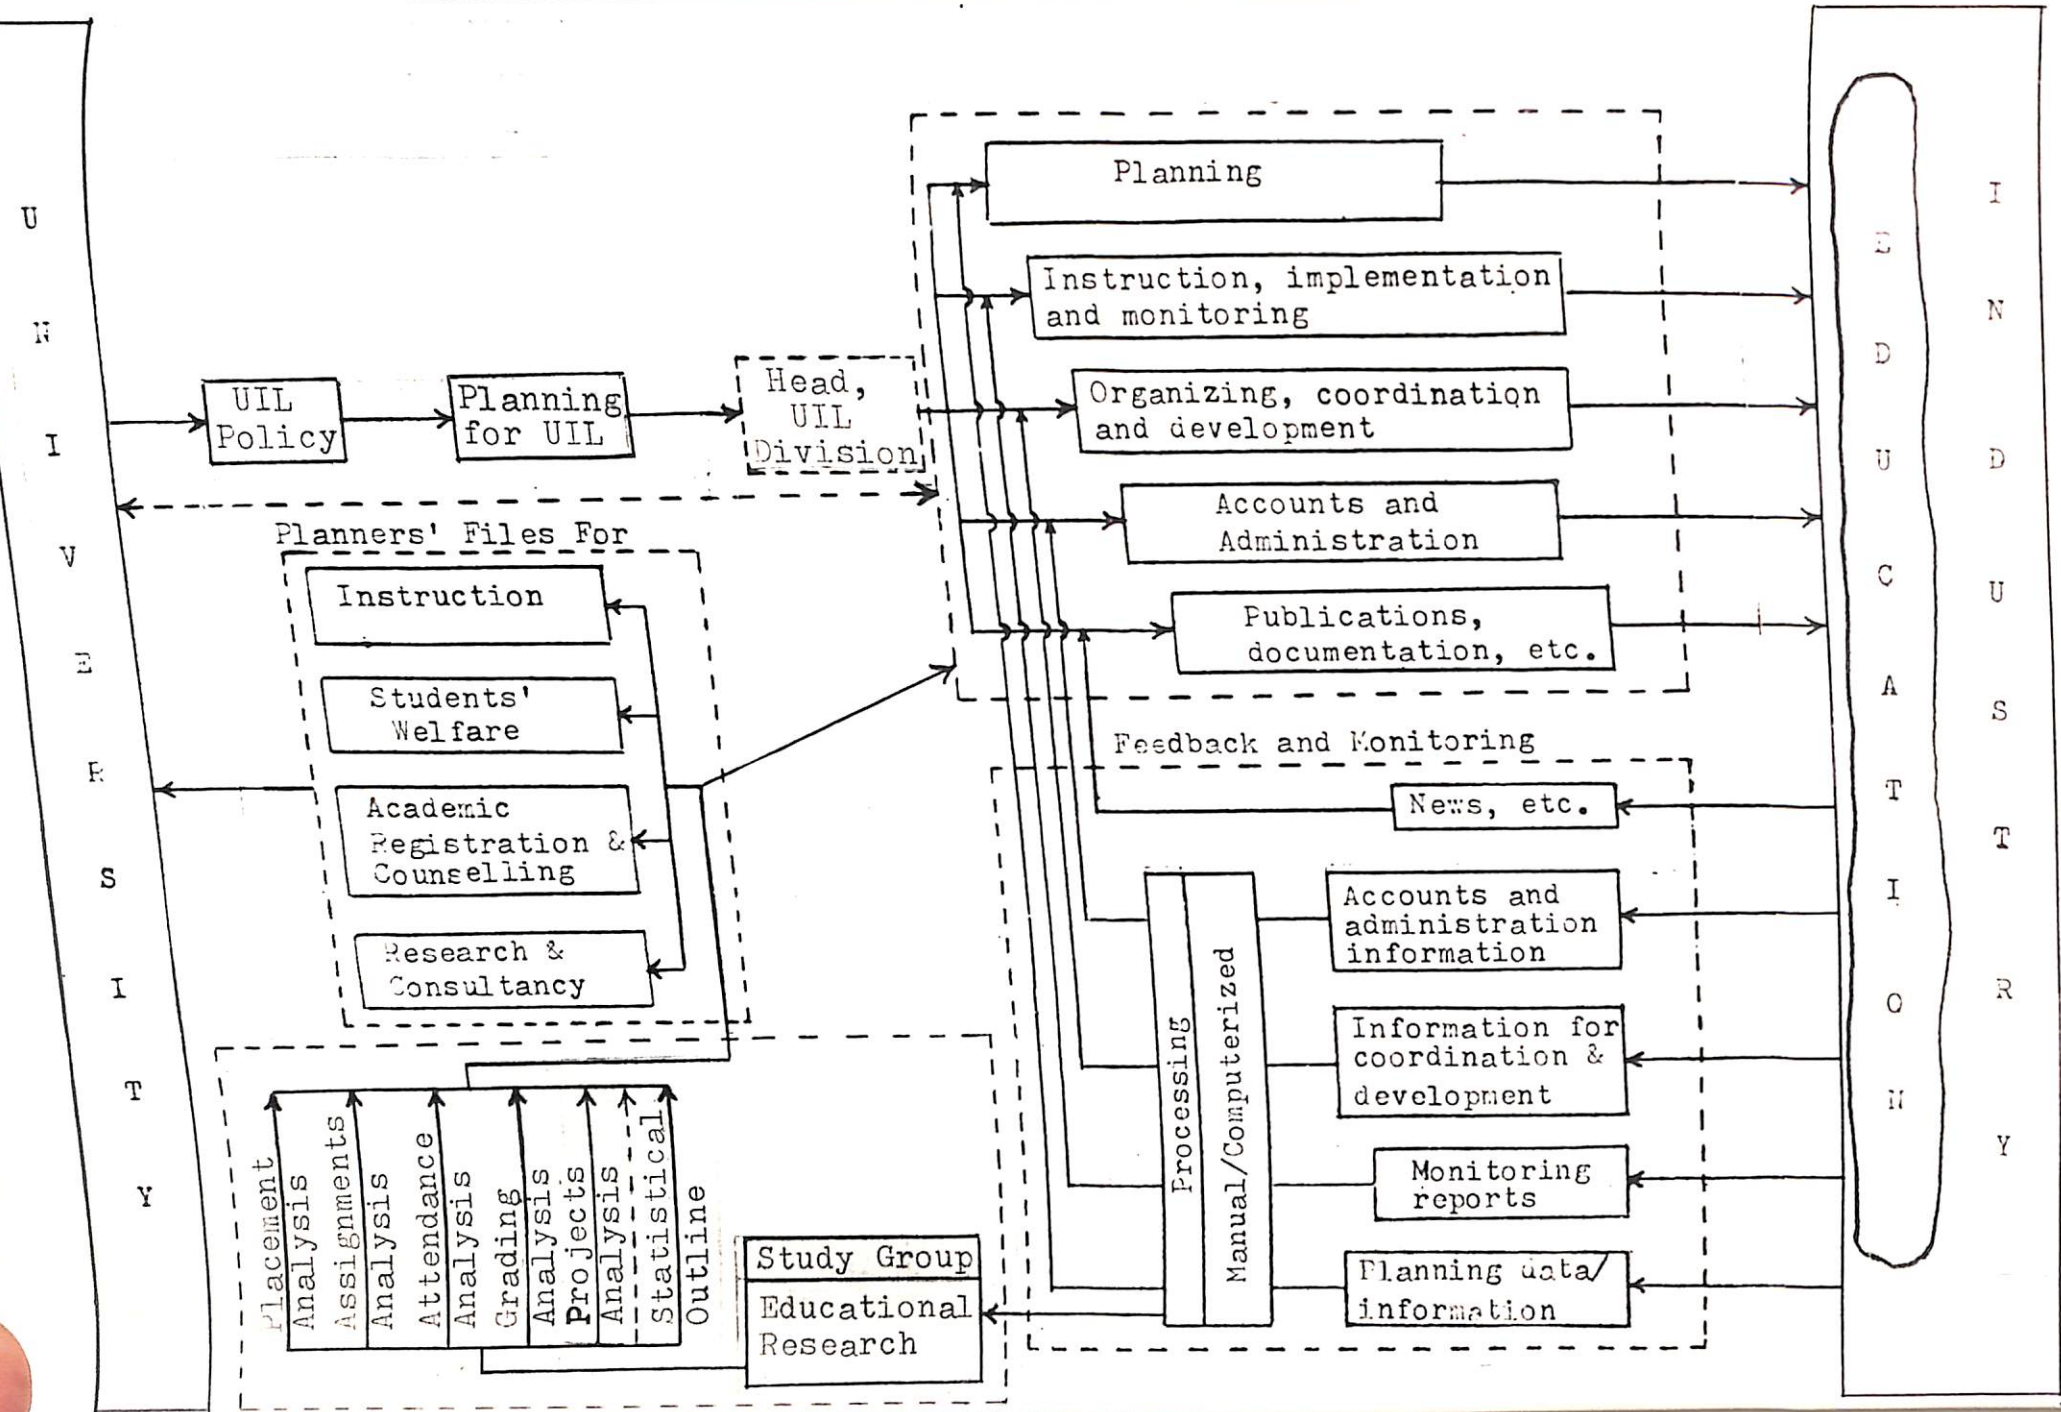 UNIVERSITY
UIL
Policy
Planning
for UIL
Head,
UIL
Division
Planning
Instruction, implementation
and monitoring
Organizing, coordination
and development
Accounts and
Administration
Publications,
documentation, etc.
Planners' Files For
Instruction
Students'
Welfare
Academic
Registration &
Counselling
Research &
Consultancy
Feedback and Monitoring
News, etc.
Accounts and
administration
information
Information for
coordination &
development
Monitoring
reports
Planning data/
information
Processing
Manual/Computerized
Placement
Analysis
Assignments
Analysis
Attendance
Analysis
Grading
Analysis
Projects
Analysis
Statistical
Outline
Study Group
Educational
Research
EDUCATION
INDUSTRY